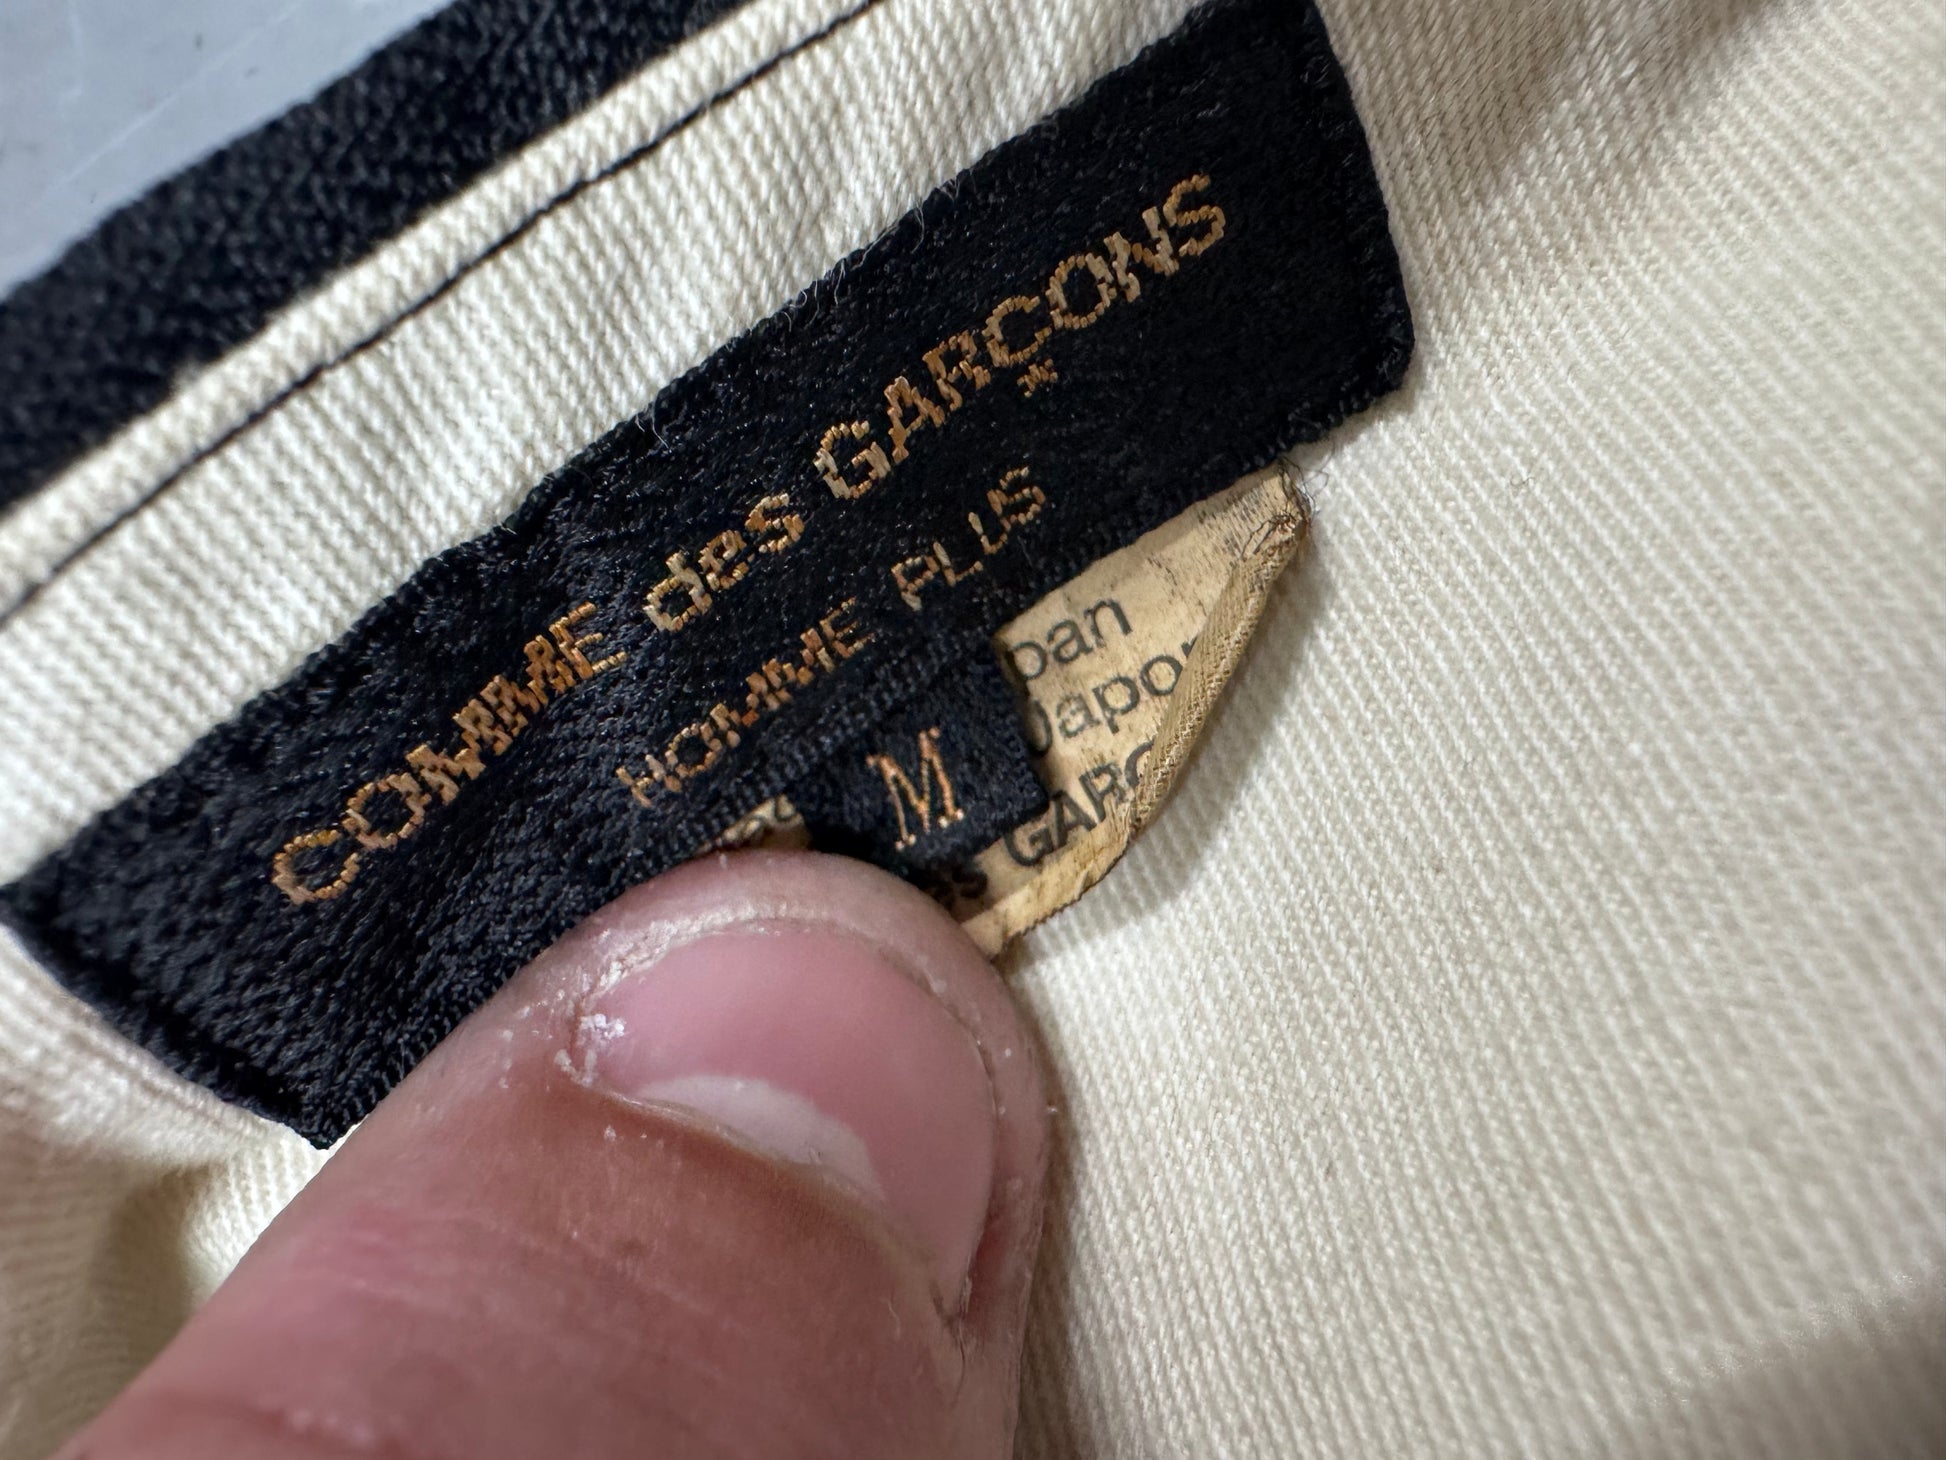 COMME des GARÇONS
HOMME PLUS
M
pan
Japo
GARÇ